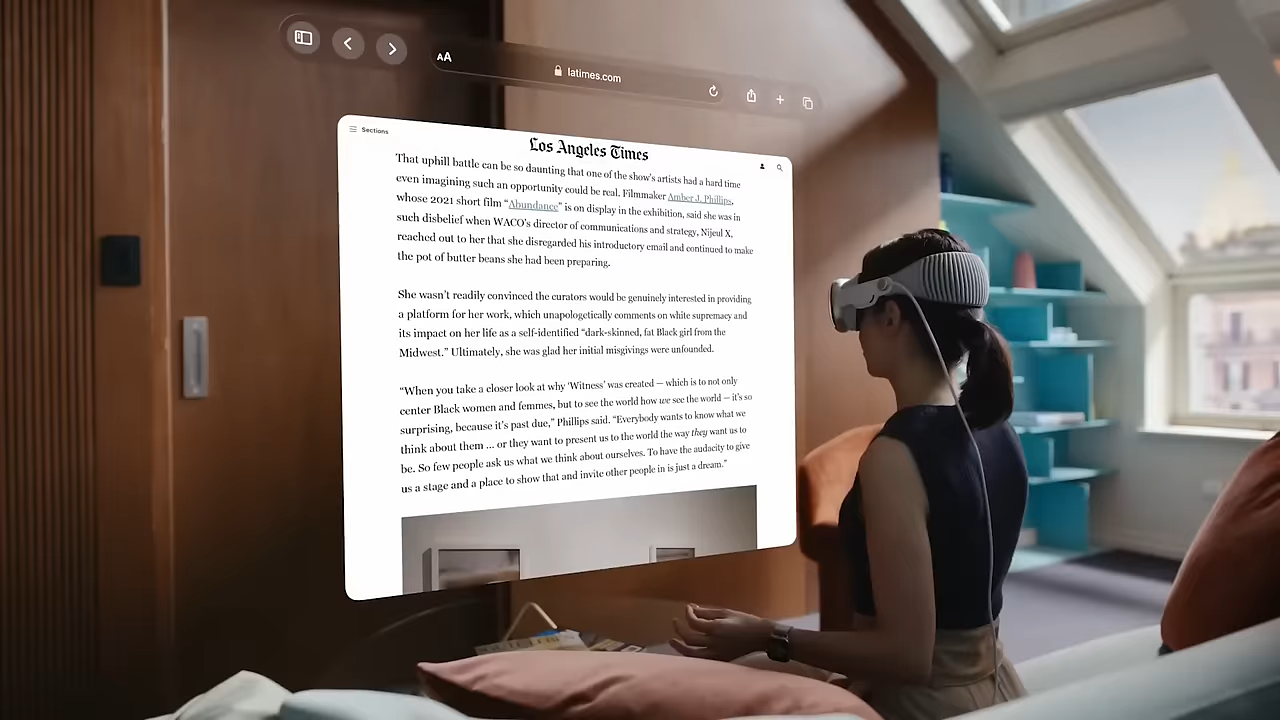 AA
latimes.com
Sections
Los Angeles Times
That uphill battle can be so daunting that one of the show's artists had a hard time
even imagining such an opportunity could be real. Filmmaker Amber J. Phillips,
whose 2021 short film “Abundance” is on display in the exhibition, said she was in
such disbelief when WACO's director of communications and strategy, Nijeul X,
reached out to her that she disregarded his introductory email and continued to make
the pot of butter beans she had been preparing.
She wasn't readily convinced the curators would be genuinely interested in providing
a platform for her work, which unapologetically comments on white supremacy and
its impact on her life as a self-identified “dark-skinned, fat Black girl from the
Midwest.” Ultimately, she was glad her initial misgivings were unfounded.
“When you take a closer look at why ‘Witness’ was created — which is to not only
center Black women and femmes, but to see the world how we see the world — it's so
surprising, because it's past due,” Phillips said. “Everybody wants to know what we
think about them ... or they want to present us to the world the way they want us to
be. So few people ask us what we think about ourselves. To have the audacity to give
us a stage and a place to show that and invite other people in is just a dream.”